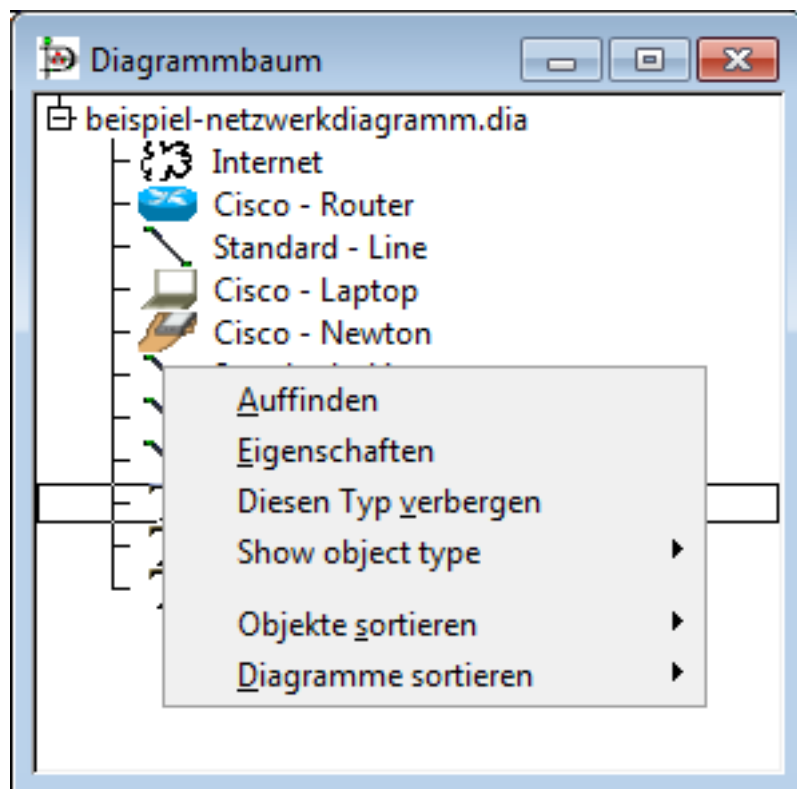 Diagrammbaum
beispiel-netzwerkdiagramm.dia
Internet
Cisco - Router
Standard - Line
Cisco - Laptop
Cisco - Newton
Auffinden
Eigenschaften
Diesen Typ verbergen
Show object type
Objekte sortieren
Diagramme sortieren